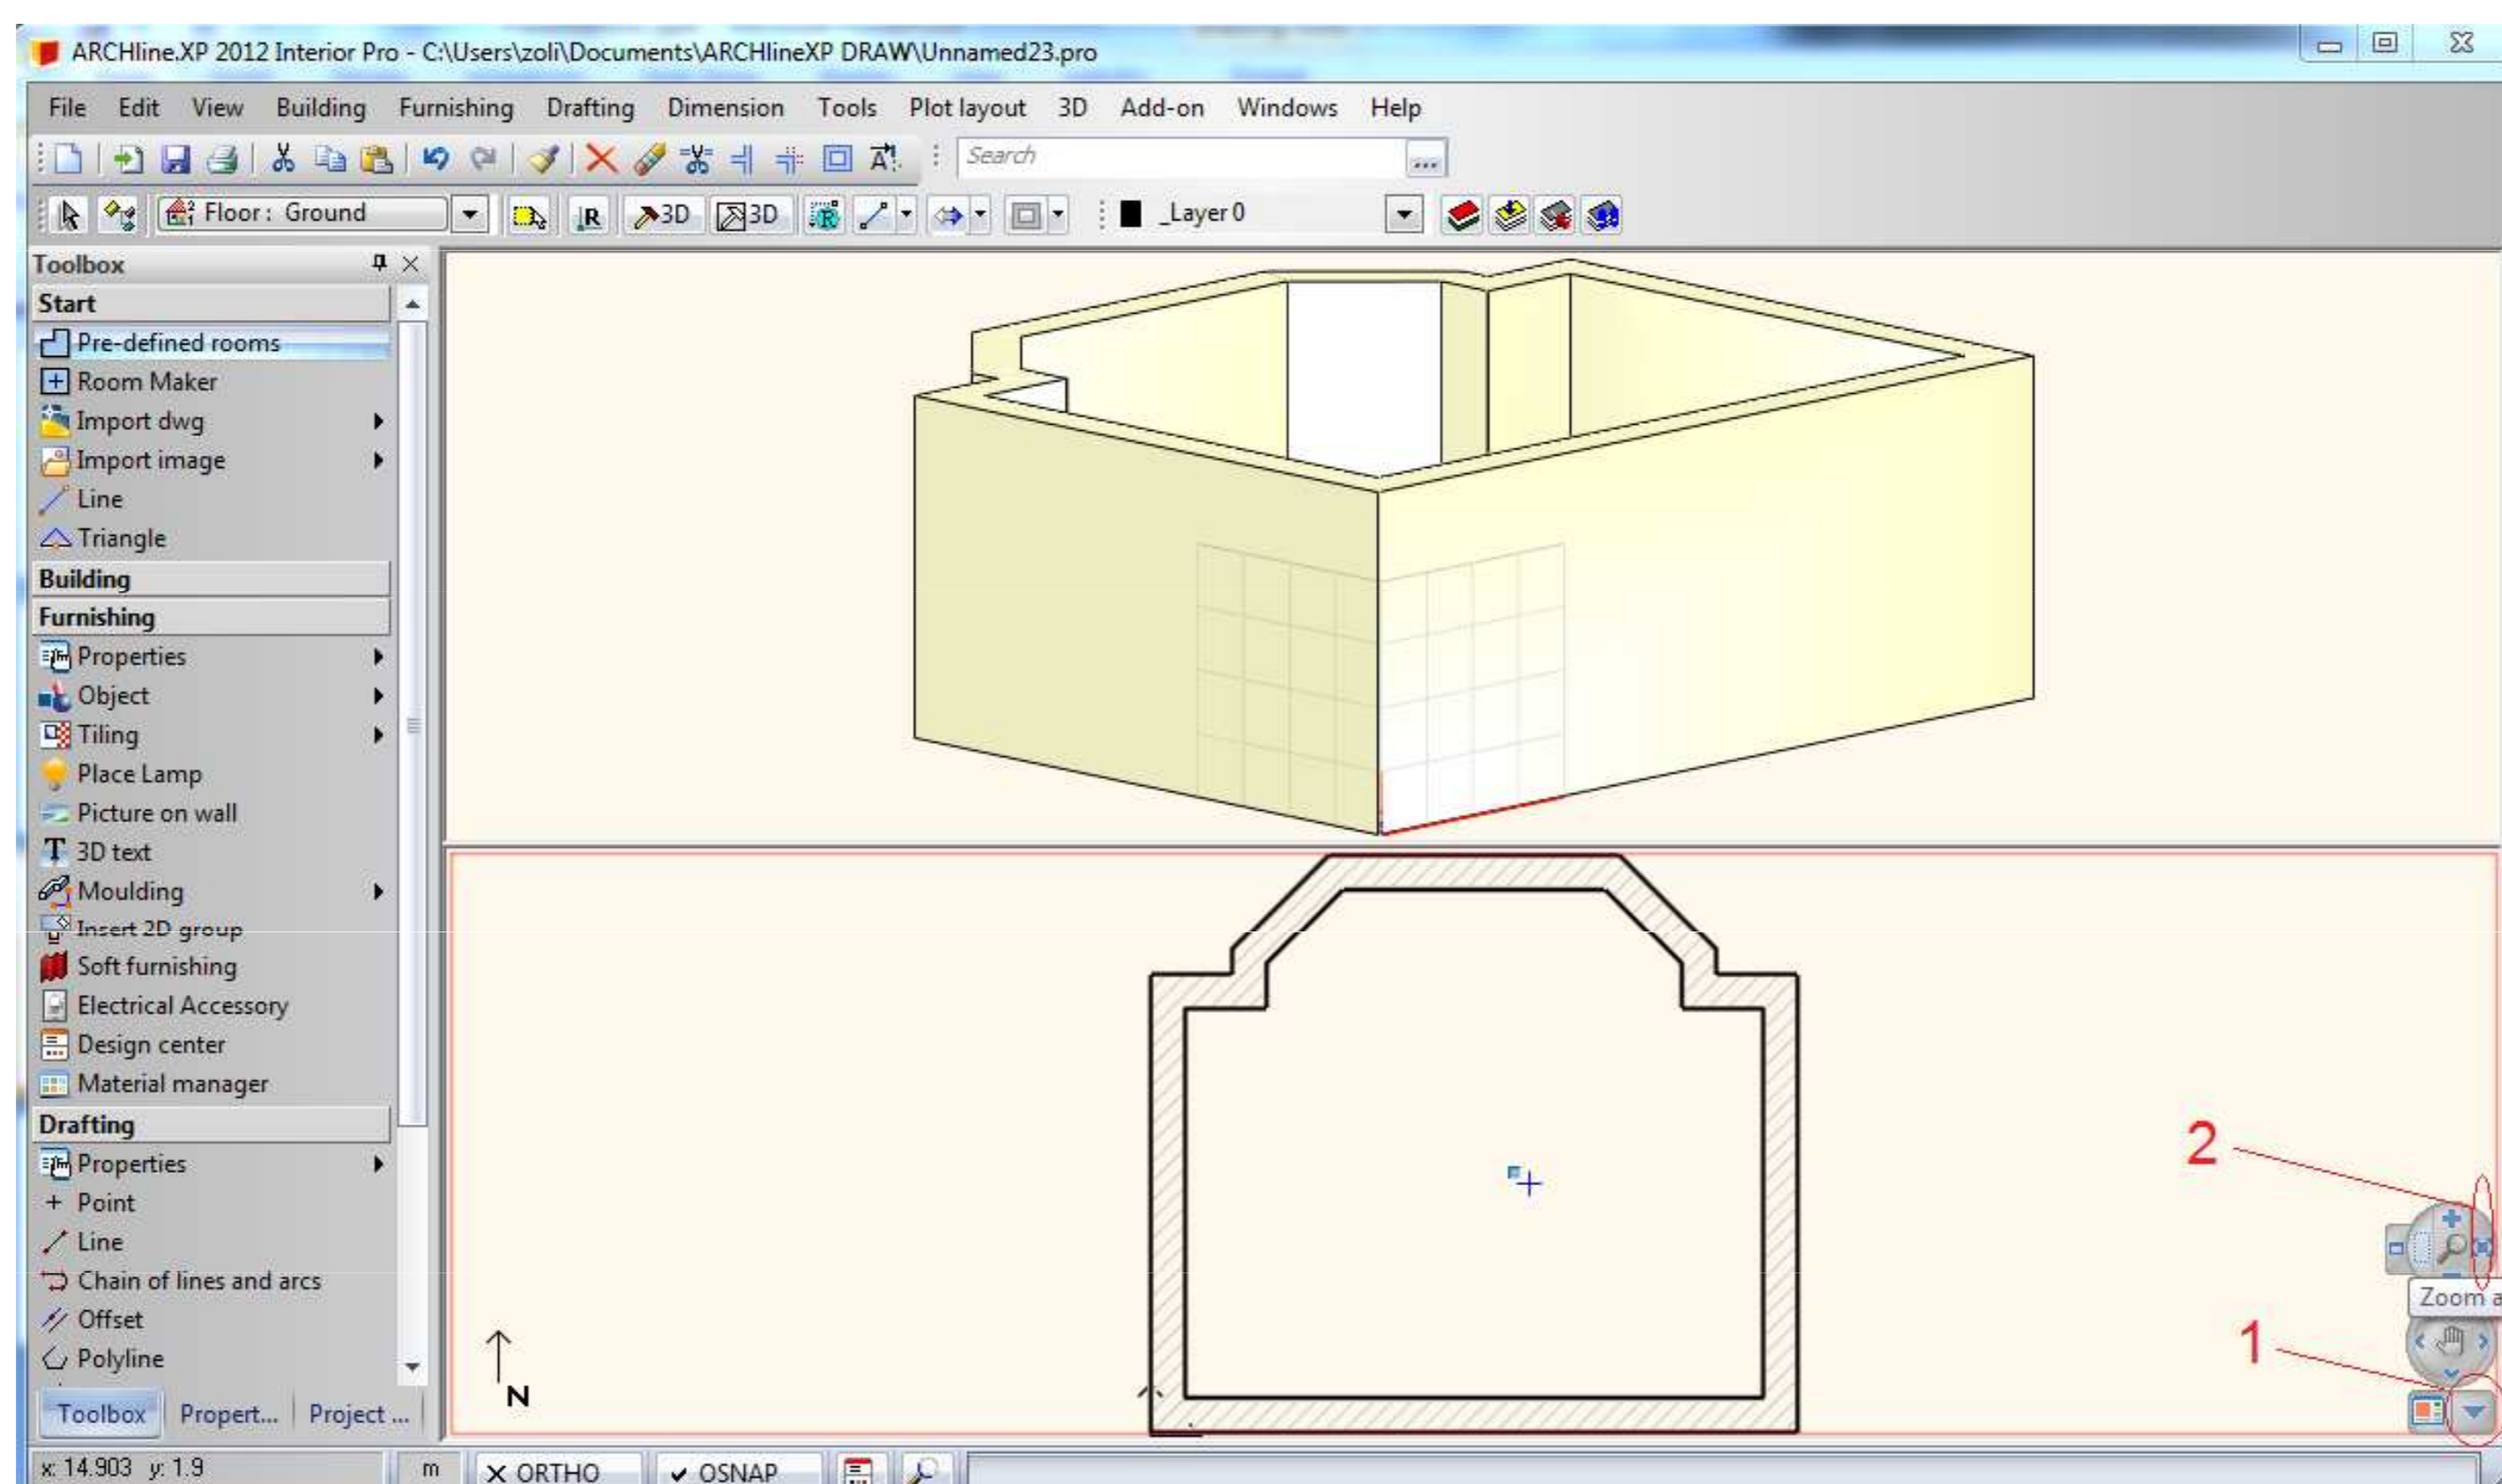 ARCHline.XP 2012 Interior Pro - C:\Users\zoli\Documents\ARCHlineXP DRAW\Unnamed23.pro
File Edit View Building Furnishing Drafting Dimension Tools Plot layout 3D Add-on Windows Help
Search ...
Floor : Ground R 3D 3D R _Layer 0
Toolbox
Start
Pre-defined rooms
Room Maker
Import dwg
Import image
Line
Triangle
Building
Furnishing
Properties
Object
Tiling
Place Lamp
Picture on wall
3D text
Moulding
Insert 2D group
Soft furnishing
Electrical Accessory
Design center
Material manager
Drafting
Properties
Point
Line
Chain of lines and arcs
Offset
Polyline
Toolbox Propert... Project ...
N
2
Zoom a
1
x: 14.903 y: 1.9 m ORTHO OSNAP